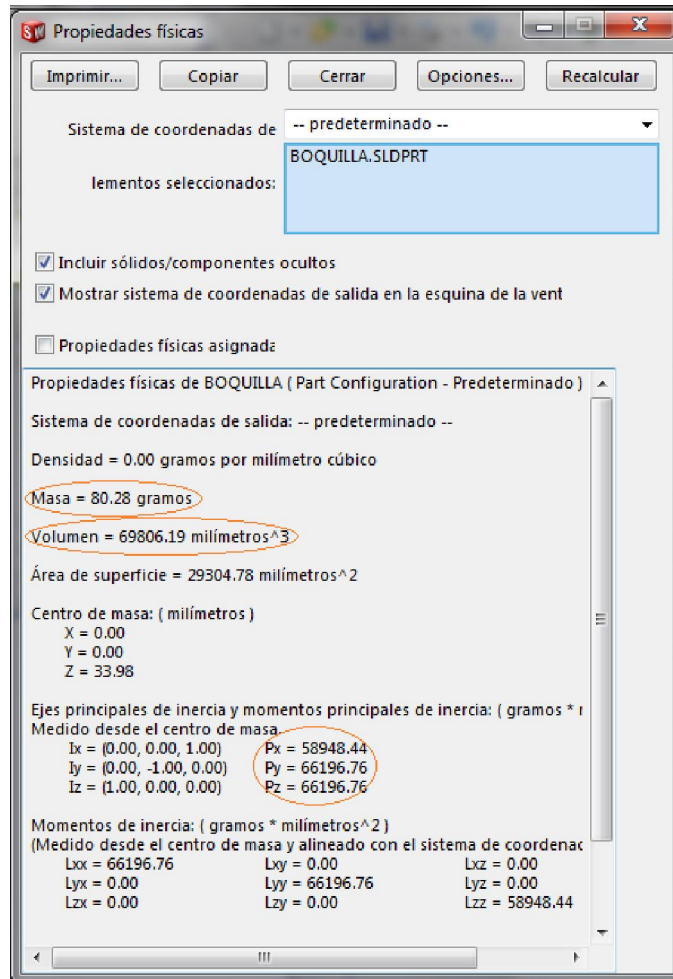 SW Propiedades físicas
Imprimir... Copiar Cerrar Opciones... Recalcular
Sistema de coordenadas de -- predeterminado --
BOQUILLA.SLDPRT
lementos seleccionados:
Incluir sólidos/componentes ocultos
Mostrar sistema de coordenadas de salida en la esquina de la vent
Propiedades físicas asignada
Propiedades físicas de BOQUILLA ( Part Configuration - Predeterminado )
Sistema de coordenadas de salida: -- predeterminado --
Densidad = 0.00 gramos por milímetro cúbico
Masa = 80.28 gramos
Volumen = 69806.19 milímetros^3
Área de superficie = 29304.78 milímetros^2
Centro de masa: ( milímetros )
X = 0.00
Y = 0.00
Z = 33.98
Ejes principales de inercia y momentos principales de inercia: ( gramos * r
Medido desde el centro de masa.
Ix = (0.00, 0.00, 1.00) Px = 58948.44
Iy = (0.00, -1.00, 0.00) Py = 66196.76
Iz = (1.00, 0.00, 0.00) Pz = 66196.76
Momentos de inercia: ( gramos * milímetros^2 )
(Medido desde el centro de masa y alineado con el sistema de coordenac
Lxx = 66196.76 Lxy = 0.00 Lxz = 0.00
Lyx = 0.00 Lyy = 66196.76 Lyz = 0.00
Lzx = 0.00 Lzy = 0.00 Lzz = 58948.44